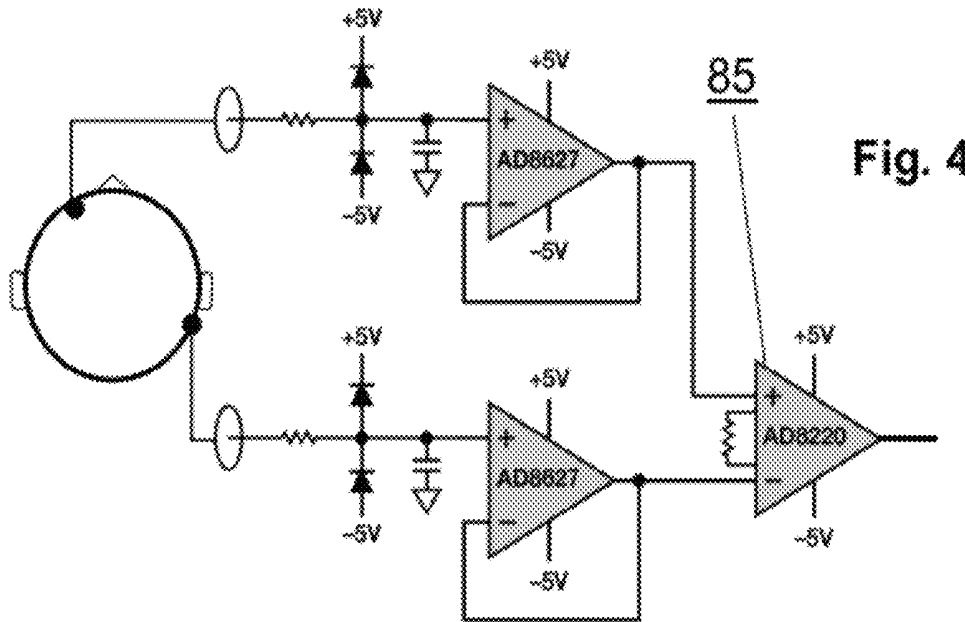 +5V
–5V
+
–
AD8627
+5V
–5V
85
Fig. 4
+5V
–5V
+
–
AD8627
+5V
–5V
+
–
AD8220
+5V
–5V